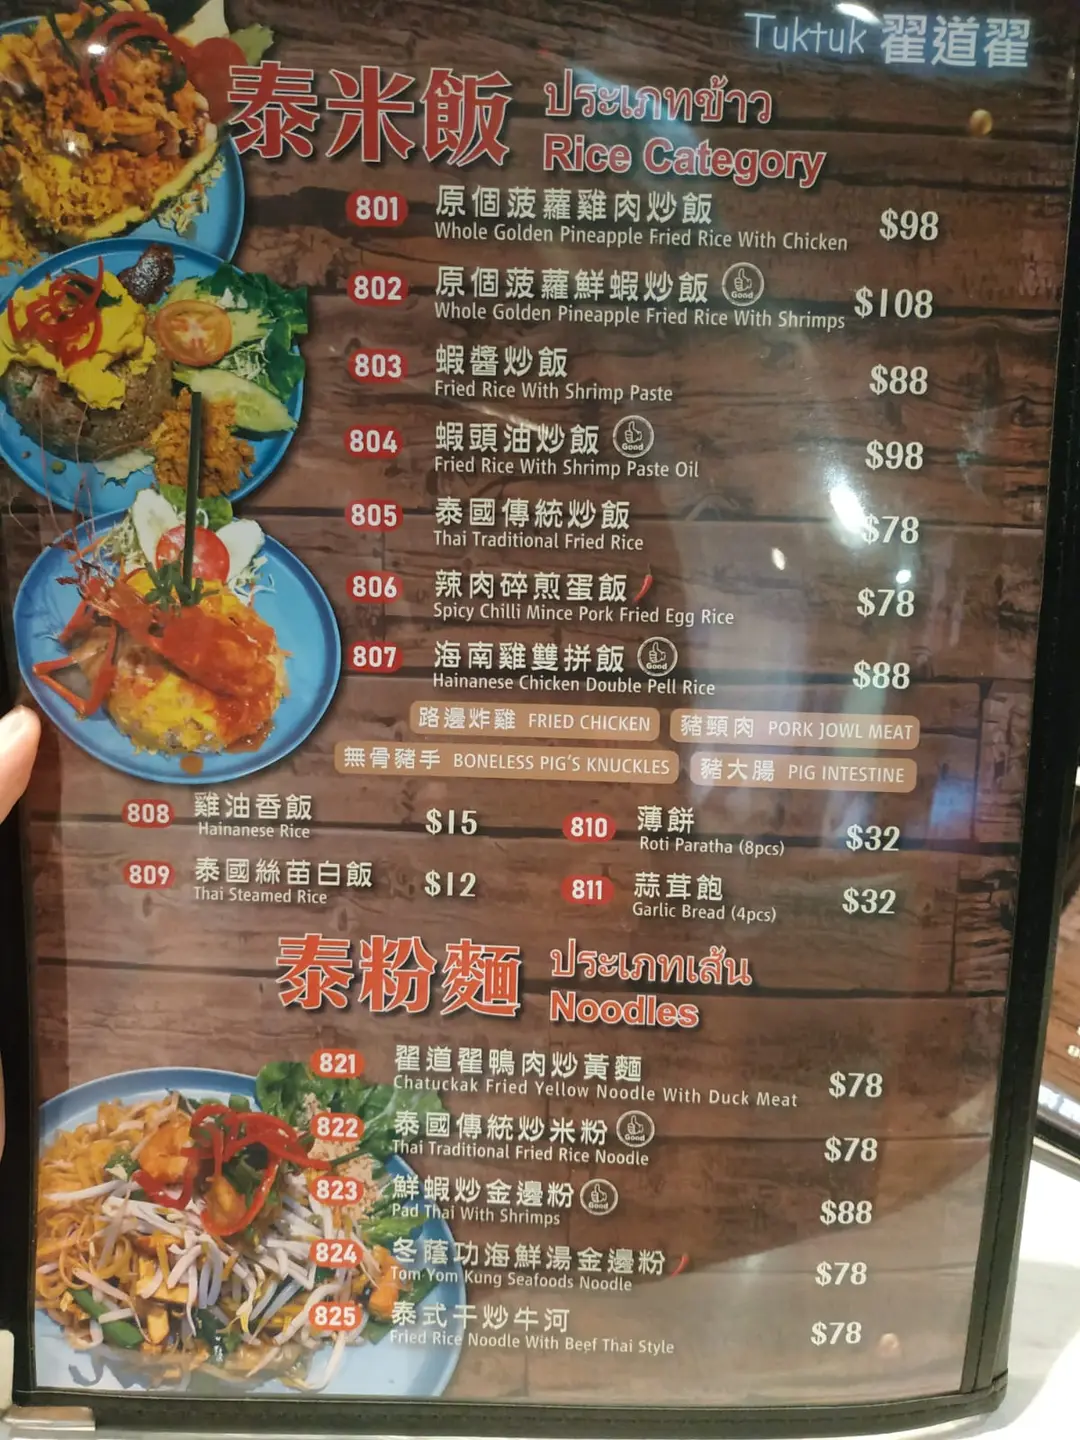 Tuktuk 翟道翟
泰米飯 ประเภทข้าว
Rice Category
801 原個菠蘿雞肉炒飯 $98
Whole Golden Pineapple Fried Rice With Chicken
802 原個菠蘿鮮蝦炒飯 Good $108
Whole Golden Pineapple Fried Rice With Shrimps
803 蝦醬炒飯 $88
Fried Rice With Shrimp Paste
804 蝦頭油炒飯 Good $98
Fried Rice With Shrimp Paste Oil
805 泰國傳統炒飯 $78
Thai Traditional Fried Rice
806 辣肉碎煎蛋飯 $78
Spicy Chilli Mince Pork Fried Egg Rice
807 海南雞雙拼飯 Good $88
Hainanese Chicken Double Pell Rice
路邊炸雞 FRIED CHICKEN 豬頸肉 PORK JOWL MEAT
無骨豬手 BONELESS PIG'S KNUCKLES 豬大腸 PIG INTESTINE
808 雞油香飯 $15
Hainanese Rice
809 泰國絲苗白飯 $12
Thai Steamed Rice
810 薄餅 $32
Roti Paratha (8pcs)
811 蒜茸飽 $32
Garlic Bread (4pcs)
泰粉麵 ประเภทเส้น
Noodles
821 翟道翟鴨肉炒黃麵 $78
Chatuckak Fried Yellow Noodle With Duck Meat
822 泰國傳統炒米粉 Good $78
Thai Traditional Fried Rice Noodle
823 鮮蝦炒金邊粉 Good $88
Pad Thai With Shrimps
824 冬蔭功海鮮湯金邊粉 $78
Tom Yom Kung Seafoods Noodle
825 泰式干炒牛河 $78
Fried Rice Noodle With Beef Thai Style